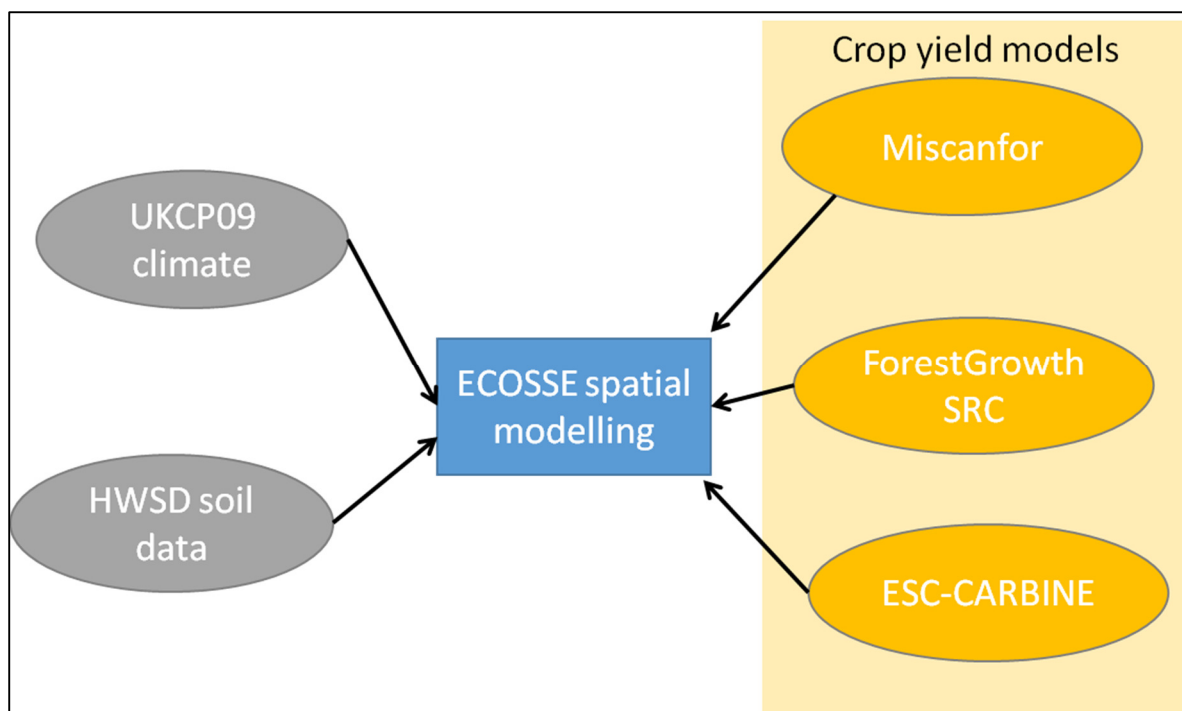 Crop yield models
Miscanfor
UKCP09
climate
ECOSSE spatial
modelling
ForestGrowth
SRC
HWSD soil
data
ESC-CARBINE